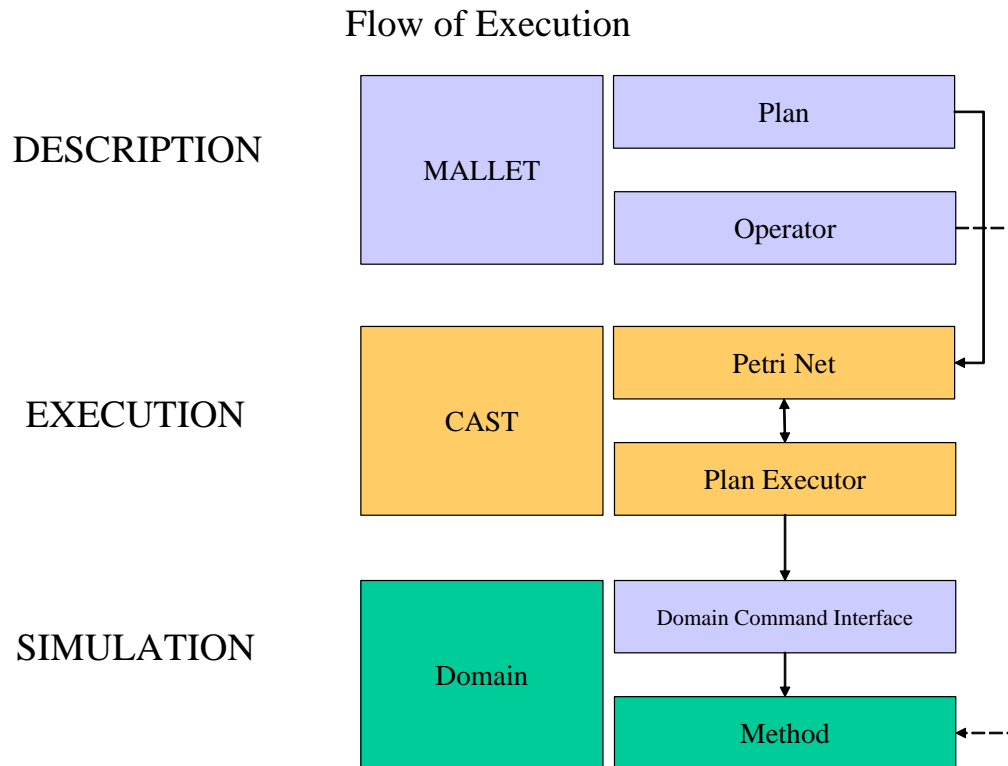 Flow of Execution
DESCRIPTION
MALLET
Plan
Operator
EXECUTION
CAST
Petri Net
Plan Executor
SIMULATION
Domain
Domain Command Interface
Method